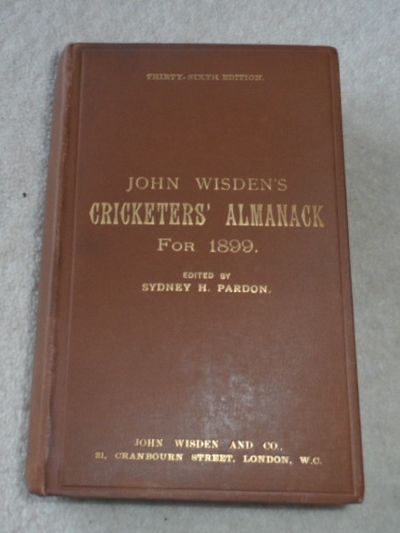 THIRTY-SIXTH EDITION.
JOHN WISDEN'S
CRICKETERS' ALMANACK
FOR 1899.
EDITED BY
SYDNEY H. PARDON.
JOHN WISDEN AND CO.,
21, CRANBOURN STREET, LONDON, W.C.